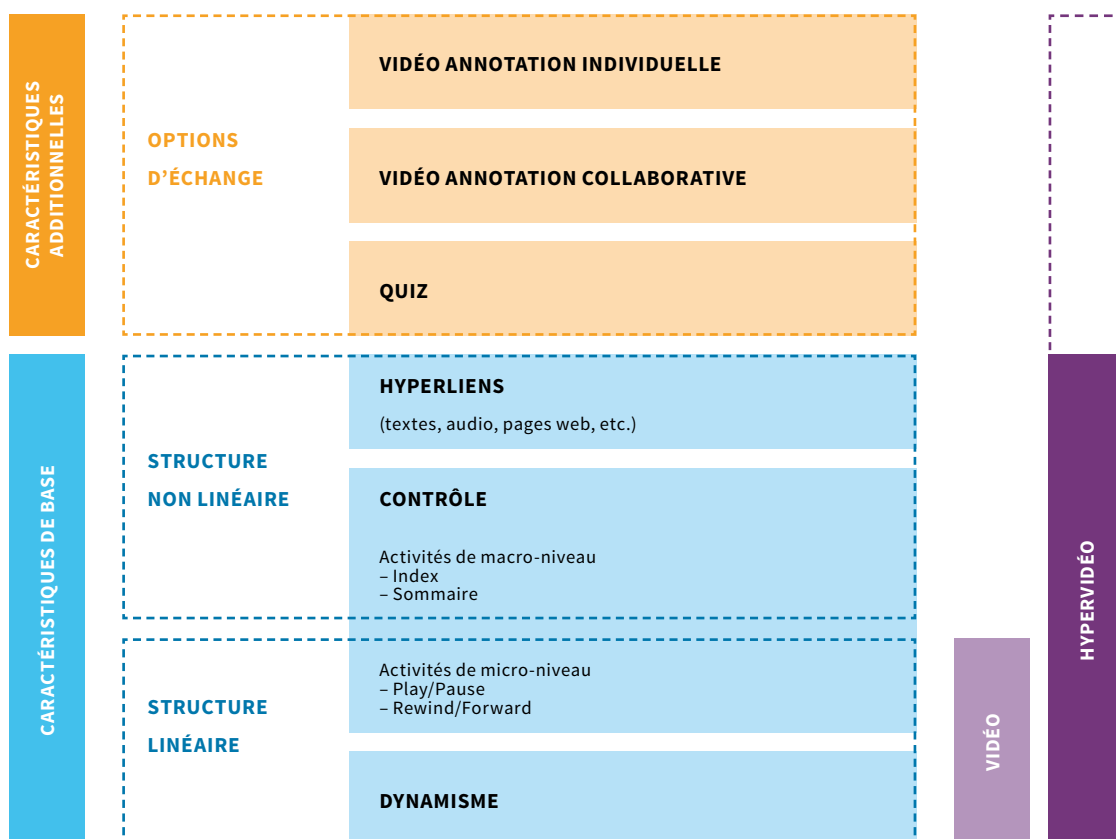 CARACTÉRISTIQUES
ADDITIONNELLES
OPTIONS
D’ÉCHANGE
VIDÉO ANNOTATION INDIVIDUELLE
VIDÉO ANNOTATION COLLABORATIVE
QUIZ
CARACTÉRISTIQUES DE BASE
STRUCTURE
NON LINÉAIRE
HYPERLIENS
(textes, audio, pages web, etc.)
CONTRÔLE
Activités de macro-niveau
– Index
– Sommaire
STRUCTURE
LINÉAIRE
Activités de micro-niveau
– Play/Pause
– Rewind/Forward
DYNAMISME
VIDÉO
HYPERVIDÉO